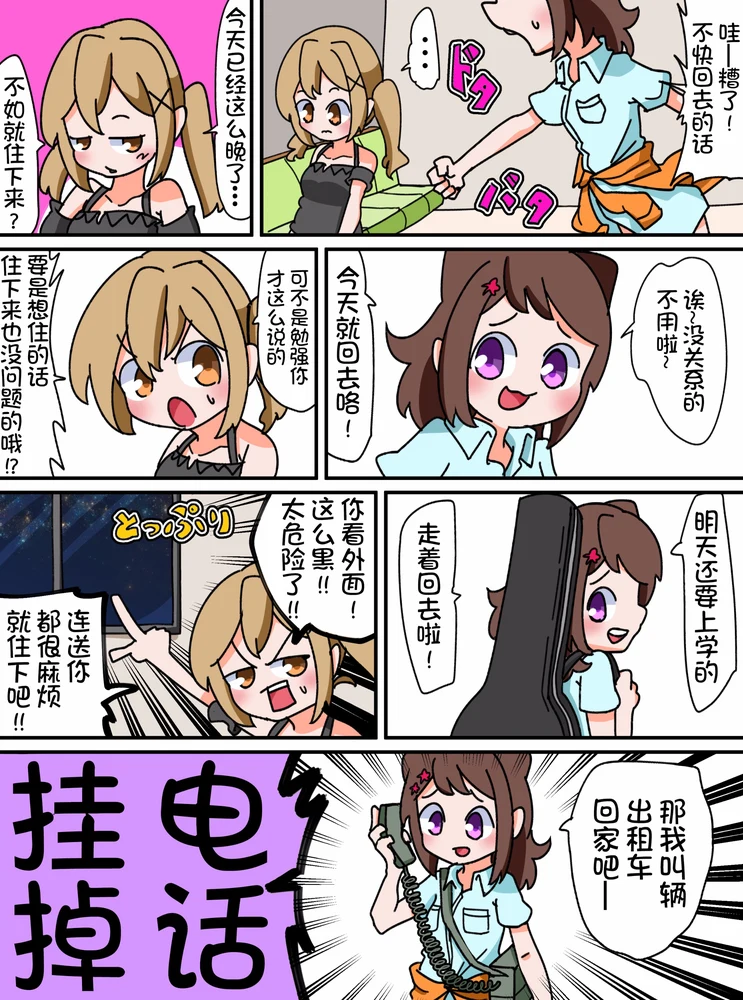 哇ー糟了！
不快回去的话
…
ドタ
バタ
今天已经这么晚了…
不如就住下来？
诶~没关系的
不用啦~
今天就回去咯！
可不是勉强你
才这么说的
要是想住的话
住下来也没问题的哦!?
明天还要上学的
走着回去啦！
你看外面！
这么黑!!
太危险了!!
とっぷり
连送你
都很麻烦
就住下吧!!
那我叫辆
出租车
回家吧ー
电话
挂掉